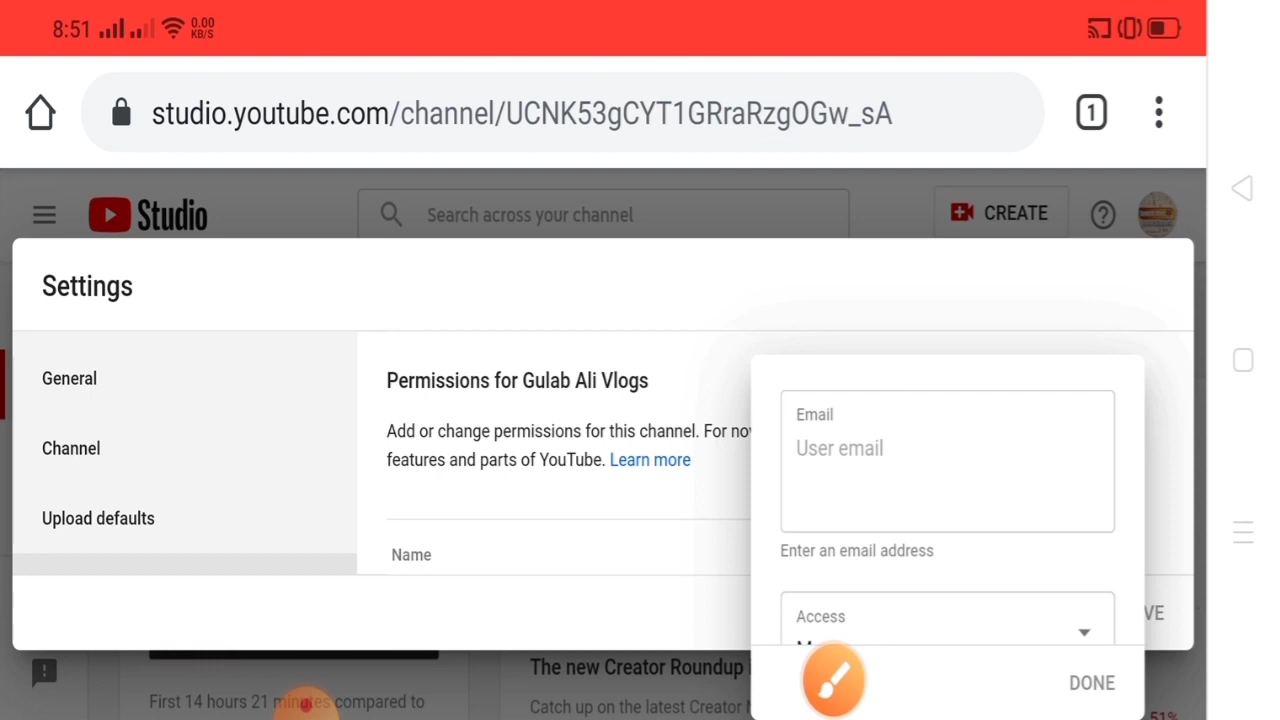 8:51
0.00
KB/S
studio.youtube.com/channel/UCNK53gCYT1GRraRzgOGw_sA
1
Studio
Search across your channel
CREATE
Settings
General
Channel
Upload defaults
Permissions for Gulab Ali Vlogs
Add or change permissions for this channel. For
features and parts of YouTube. Learn more
Name
Email
User email
Enter an email address
Access
VE
DONE
The new Creator Roundup
First 14 hours 21 minutes compared to
Catch up on the latest Creator
51%